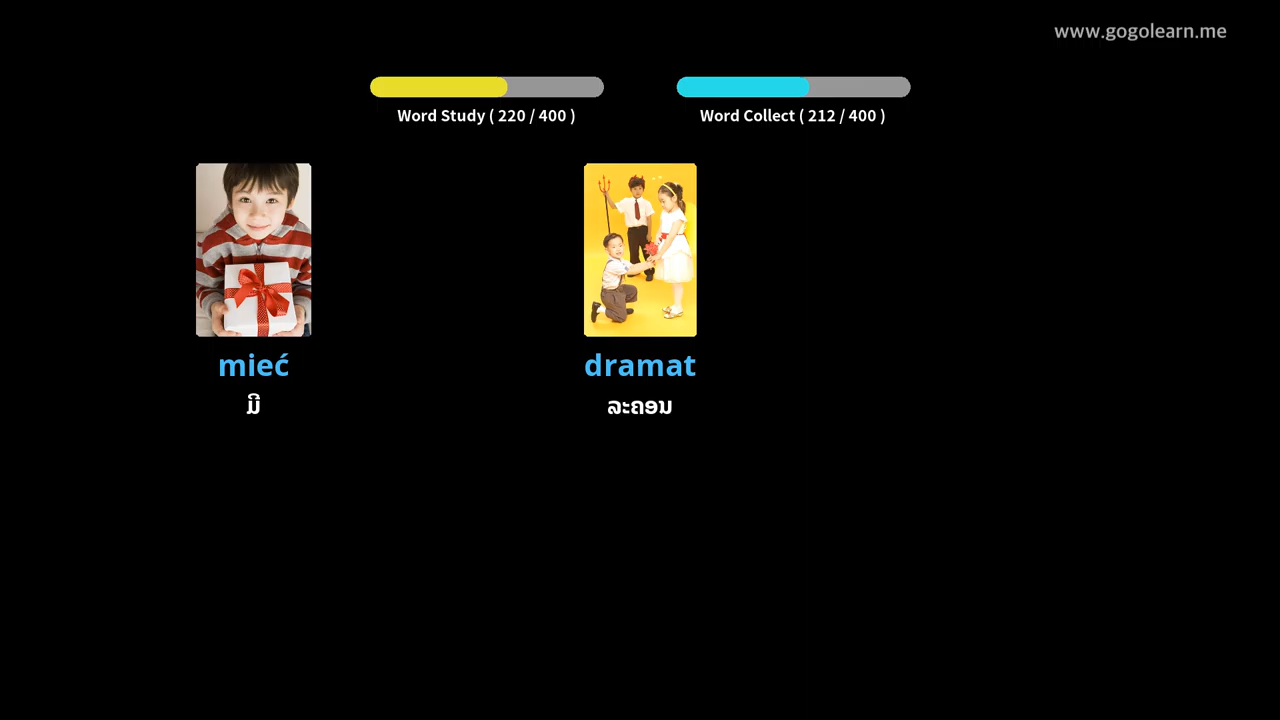 www.gogolearn.me
Word Study ( 220 / 400 )
Word Collect ( 212 / 400 )
mieć
ມີ
dramat
ລະຄອນ